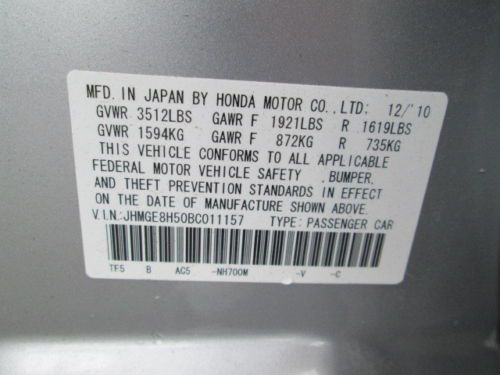 MFD. IN JAPAN BY HONDA MOTOR CO., LTD: 12/'10
GVWR 3512LBS GAWR F 1921LBS R 1619LBS
GVWR 1594KG GAWR F 872KG R 735KG
THIS VEHICLE CONFORMS TO ALL APPLICABLE
FEDERAL MOTOR VEHICLE SAFETY , BUMPER,
AND THEFT PREVENTION STANDARDS IN EFFECT
ON THE DATE OF MANUFACTURE SHOWN ABOVE.
V.I.N.:JHMGE8H50BC011157 TYPE: PASSENGER CAR
TF5 B AC5 -NH700M -V -C